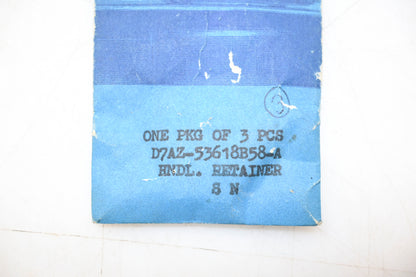 ONE PKG OF 3 PCS.
D7AZ-53618B58-A
HNDL. RETAINER
S N